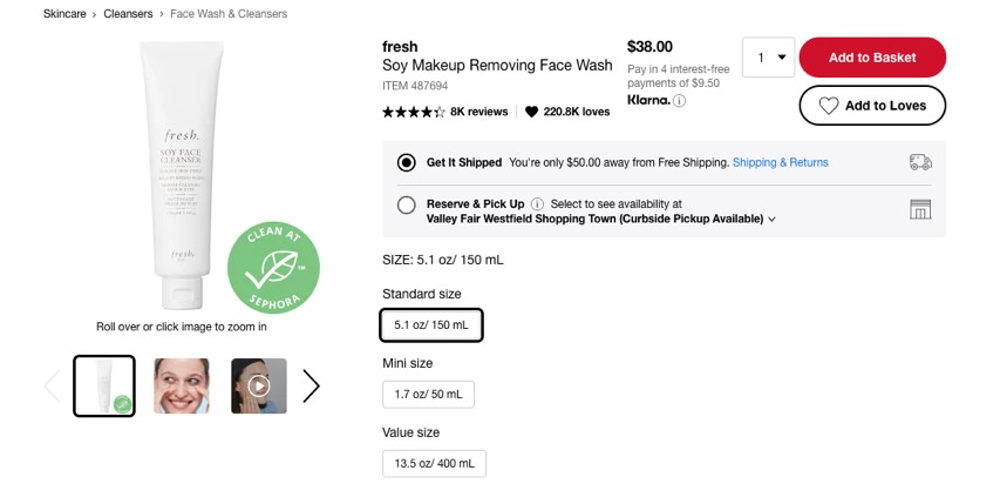 Skincare > Cleansers > Face Wash & Cleansers
fresh.
SOY FACE
CLEANSER
fresh.
CLEAN AT
SEPHORA
TM
Roll over or click image to zoom in
fresh
Soy Makeup Removing Face Wash
ITEM 487694
8K reviews | 220.8K loves
$38.00
Pay in 4 interest-free
payments of $9.50
Klarna. i
1
Add to Basket
Add to Loves
Get It Shipped You're only $50.00 away from Free Shipping. Shipping & Returns
Reserve & Pick Up i Select to see availability at
Valley Fair Westfield Shopping Town (Curbside Pickup Available)
SIZE: 5.1 oz/ 150 mL
Standard size
5.1 oz/ 150 mL
Mini size
1.7 oz/ 50 mL
Value size
13.5 oz/ 400 mL